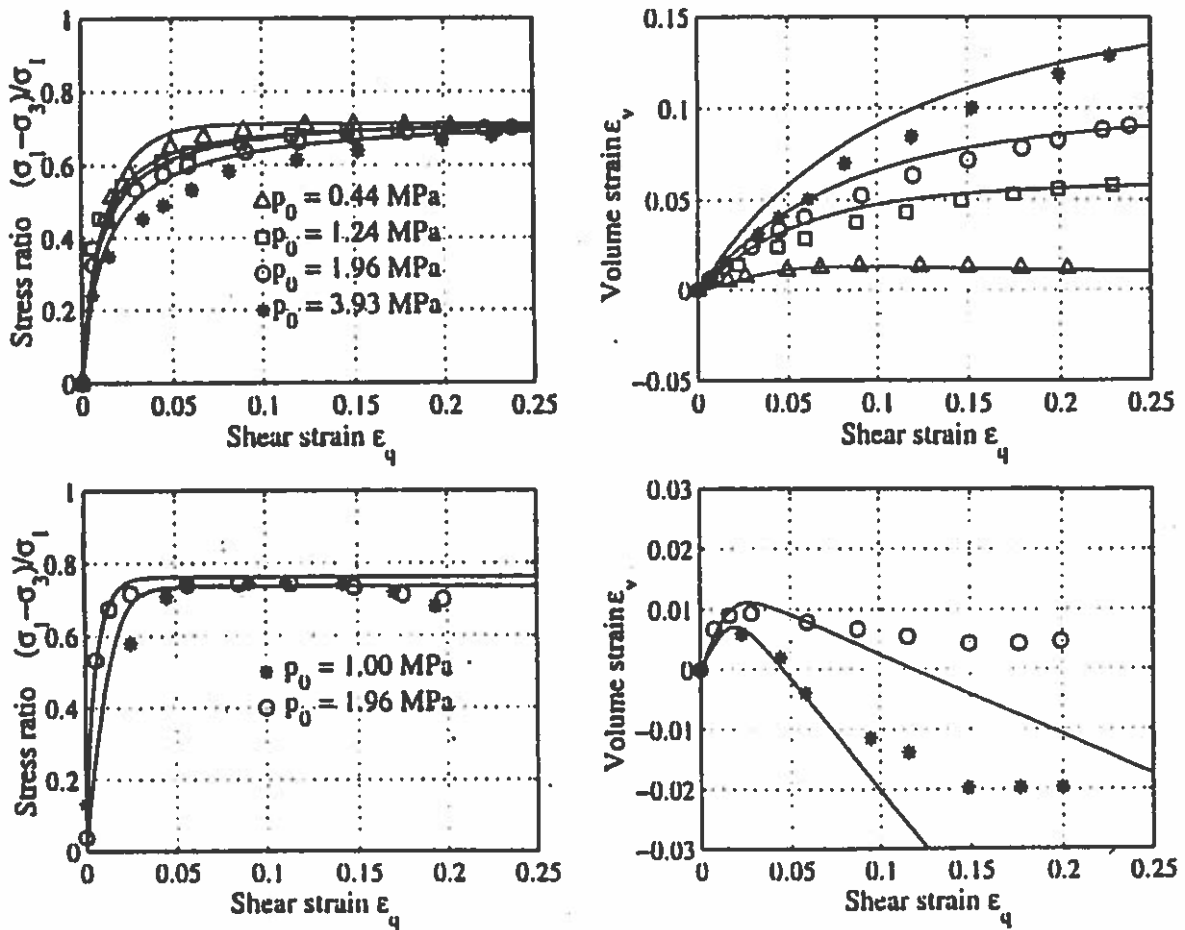 1
0.8
0.6
0.4
0.2
0
Stress ratio (σ1−σ3)/σ1
p0 = 0.44 MPa
p0 = 1.24 MPa
p0 = 1.96 MPa
p0 = 3.93 MPa
0 0.05 0.1 0.15 0.2 0.25
Shear strain εq
0.15
0.1
0.05
0
−0.05
Volume strain εv
0 0.05 0.1 0.15 0.2 0.25
Shear strain εq
1
0.8
0.6
0.4
0.2
0
Stress ratio (σ1−σ3)/σ1
p0 = 1.00 MPa
p0 = 1.96 MPa
0 0.05 0.1 0.15 0.2 0.25
Shear strain εq
0.03
0.02
0.01
0
−0.01
−0.02
−0.03
Volume strain εv
0 0.05 0.1 0.15 0.2 0.25
Shear strain εq